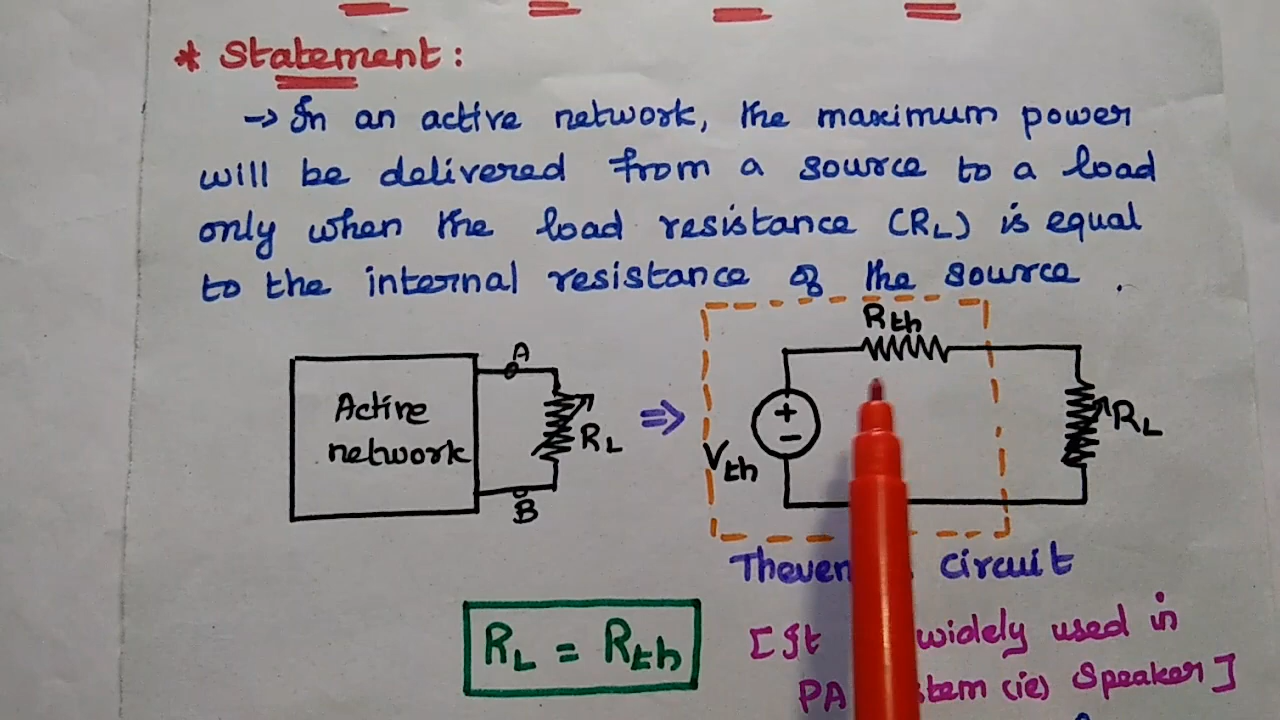 * Statement:
→ In an active network, the maximum power
will be delivered from a source to a load
only when the load resistance (RL) is equal
to the internal resistance of the source.
Rth
A
Active
network
RL
⇒
+
−
Vth
RL
B
Theven Circuit
RL = Rth
[It widely used in
PA stem (ie) Speaker]